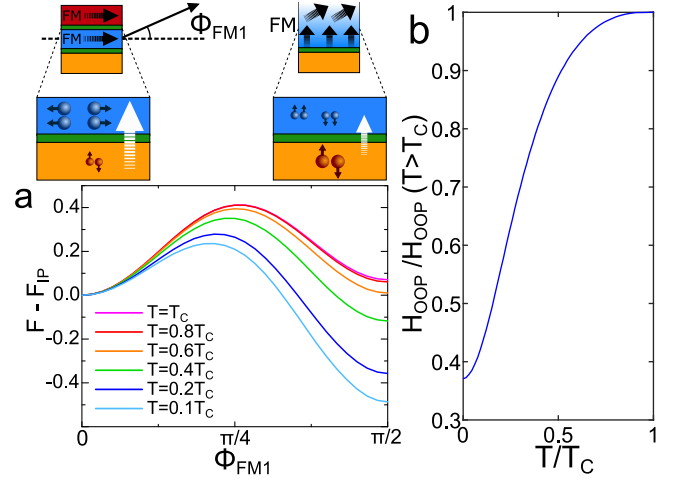 FM
FM
Φ_FM1
FM
a
F - F_IP
0.4
0.2
0.0
-0.2
-0.4
T=T_C
T=0.8T_C
T=0.6T_C
T=0.4T_C
T=0.2T_C
T=0.1T_C
0
π/4
π/2
Φ_FM1
b
H_OOP/H_OOP (T>T_C)
1
0.9
0.8
0.7
0.6
0.5
0.4
0.3
0
0.5
1
T/T_C